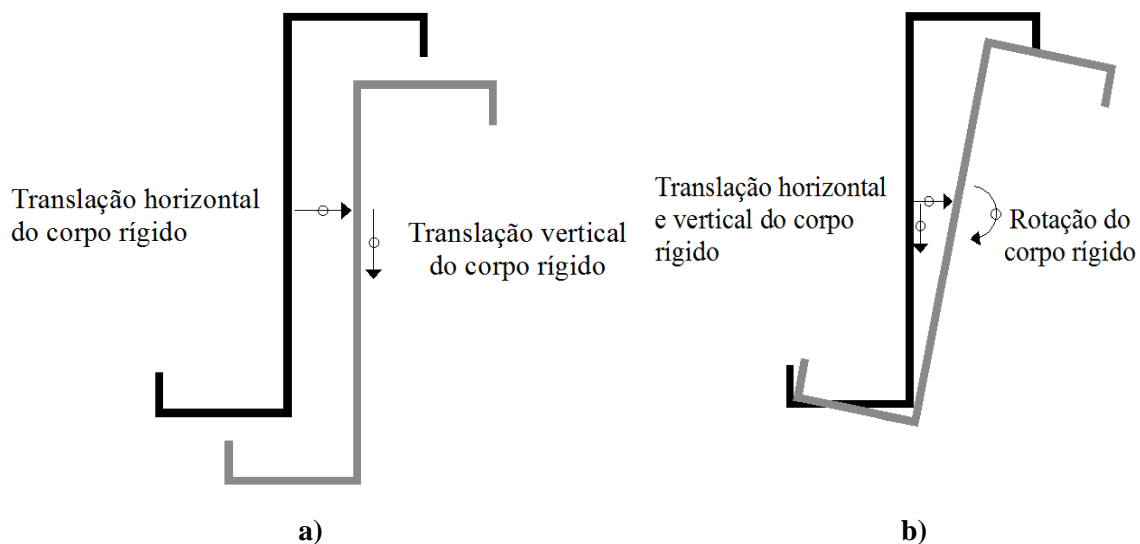 Translação horizontal
do corpo rígido
Translação vertical
do corpo rígido
a)
Translação horizontal
e vertical do corpo
rígido
Rotação do
corpo rígido
b)